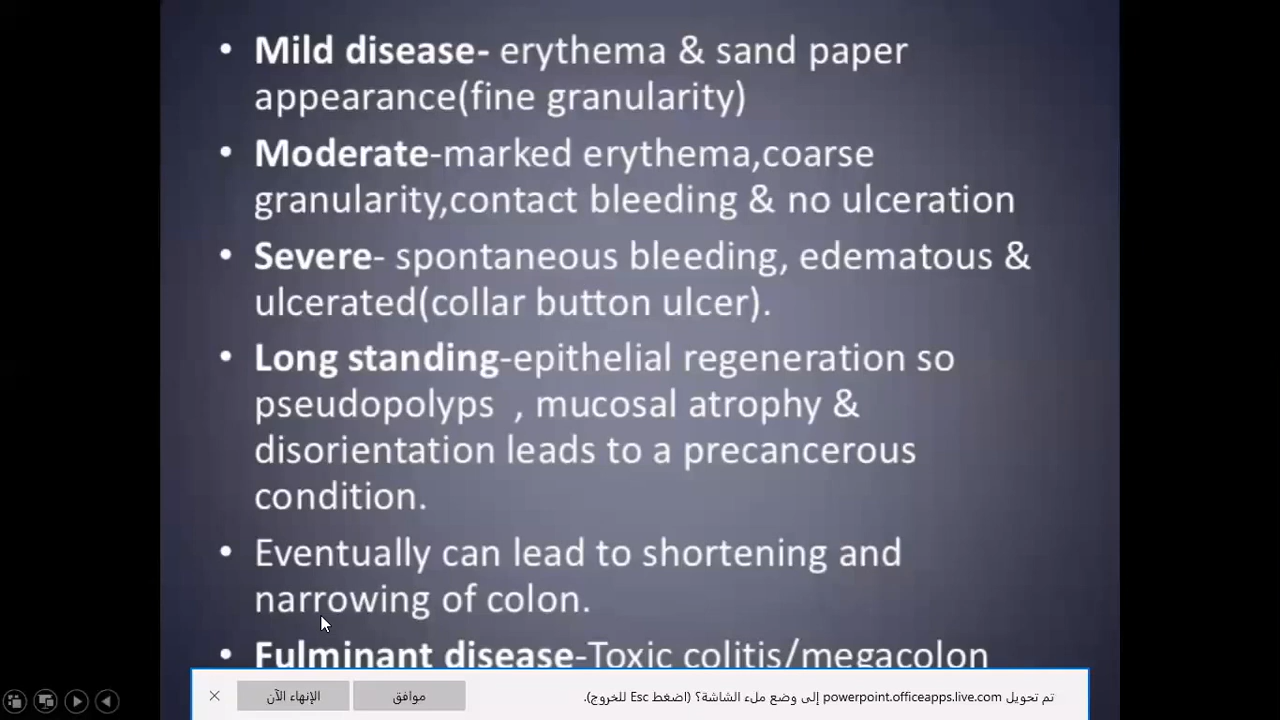 • Mild disease- erythema & sand paper
appearance(fine granularity)
• Moderate-marked erythema,coarse
granularity,contact bleeding & no ulceration
• Severe- spontaneous bleeding, edematous &
ulcerated(collar button ulcer).
• Long standing-epithelial regeneration so
pseudopolyps , mucosal atrophy &
disorientation leads to a precancerous
condition.
• Eventually can lead to shortening and
narrowing of colon.
• Fulminant disease-Toxic colitis/megacolon
تم تحويل powerpoint.officeapps.live.com إلى وضع ملء الشاشة؟ (اضغط Esc للخروج).
موافق
الإنهاء الآن